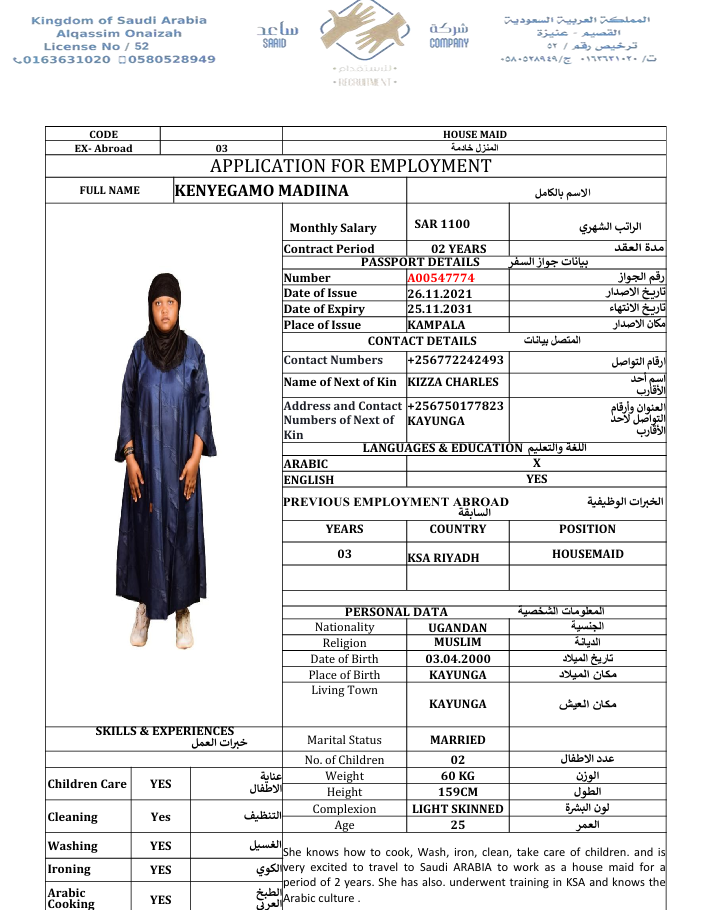 Kingdom of Saudi Arabia
Alqassim Onaizah
License No / 52
0163631020 0580528949
ساعد
SAAID
شركة
COMPANY
للاستقدام
RECRUITMENT
المملكة العربية السعودية
القصيم - عنيزة
ترخيص رقم / ٥٢
ت/ ٠١٦٣٦٣١٠٢٠ ج/٠٥٨٠٥٢٨٩٤٩
CODE HOUSE MAID
EX- Abroad 03 المنزل خادمة
APPLICATION FOR EMPLOYMENT
FULL NAME KENYEGAMO MADIINA الاسم بالكامل
Monthly Salary SAR 1100 الراتب الشهري
Contract Period 02 YEARS مدة العقد
PASSPORT DETAILS بيانات جواز السفر
Number A00547774 رقم الجواز
Date of Issue 26.11.2021 تاريخ الاصدار
Date of Expiry 25.11.2031 تاريخ الانتهاء
Place of Issue KAMPALA مكان الاصدار
CONTACT DETAILS المتصل بيانات
Contact Numbers +256772242493 ارقام التواصل
Name of Next of Kin KIZZA CHARLES اسم أحد
الأقارب
Address and Contact +256750177823 العنوان وأرقام
Numbers of Next of KAYUNGA التواصل لأحد
Kin الأقارب
LANGUAGES & EDUCATION اللغة والتعليم
ARABIC X
ENGLISH YES
PREVIOUS EMPLOYMENT ABROAD الخبرات الوظيفية
السابقة
YEARS COUNTRY POSITION
03 KSA RIYADH HOUSEMAID
PERSONAL DATA المعلومات الشخصية
Nationality UGANDAN الجنسية
Religion MUSLIM الديانة
Date of Birth 03.04.2000 تاريخ الميلاد
Place of Birth KAYUNGA مكان الميلاد
Living Town KAYUNGA مكان العيش
Marital Status MARRIED
No. of Children 02 عدد الاطفال
Weight 60 KG الوزن
Height 159CM الطول
Complexion LIGHT SKINNED لون البشرة
Age 25 العمر
SKILLS & EXPERIENCES
خبرات العمل
Children Care YES عناية
الاطفال
Cleaning Yes التنظيف
Washing YES الغسيل
Ironing YES الكوي
Arabic YES الطبخ
Cooking العربي
She knows how to cook, Wash, iron, clean, take care of children. and is
very excited to travel to Saudi ARABIA to work as a house maid for a
period of 2 years. She has also. underwent training in KSA and knows the
Arabic culture .